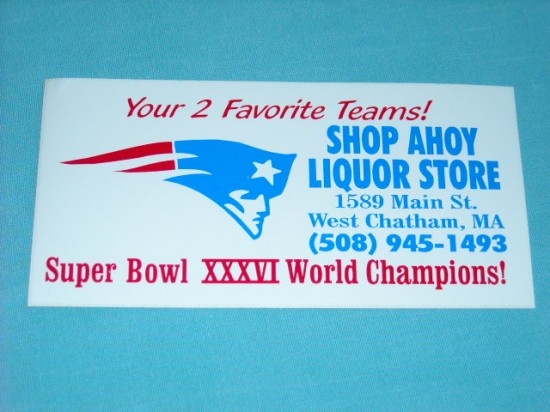 Your 2 Favorite Teams!
SHOP AHOY
LIQUOR STORE
1589 Main St.
West Chatham, MA
(508) 945-1493
Super Bowl XXXVI World Champions!